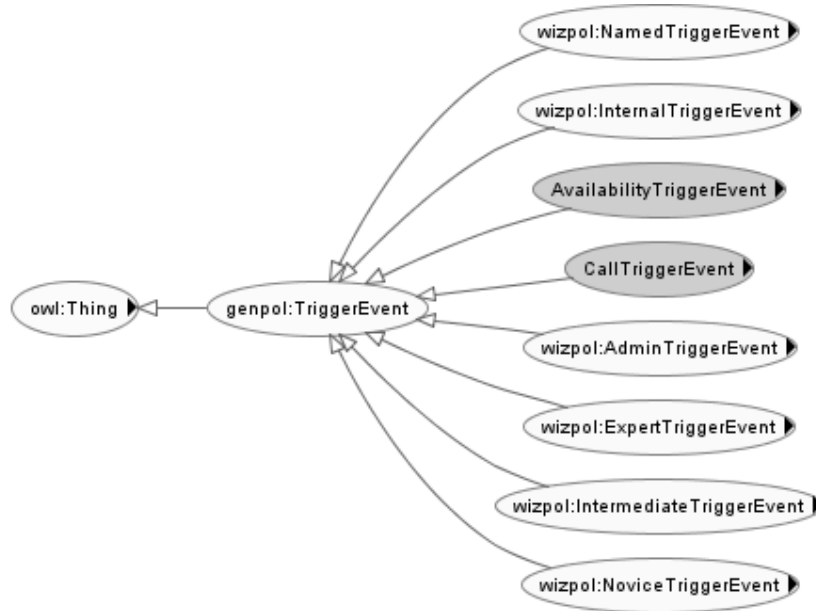 wizpol:NamedTriggerEvent
wizpol:InternalTriggerEvent
AvailabilityTriggerEvent
CallTriggerEvent
owl:Thing
genpol:TriggerEvent
wizpol:AdminTriggerEvent
wizpol:ExpertTriggerEvent
wizpol:IntermediateTriggerEvent
wizpol:NoviceTriggerEvent